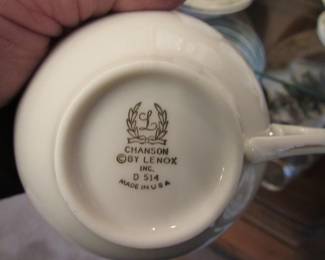 L
CHANSON
©BY LENOX
INC.
D 514
MADE IN U.S.A